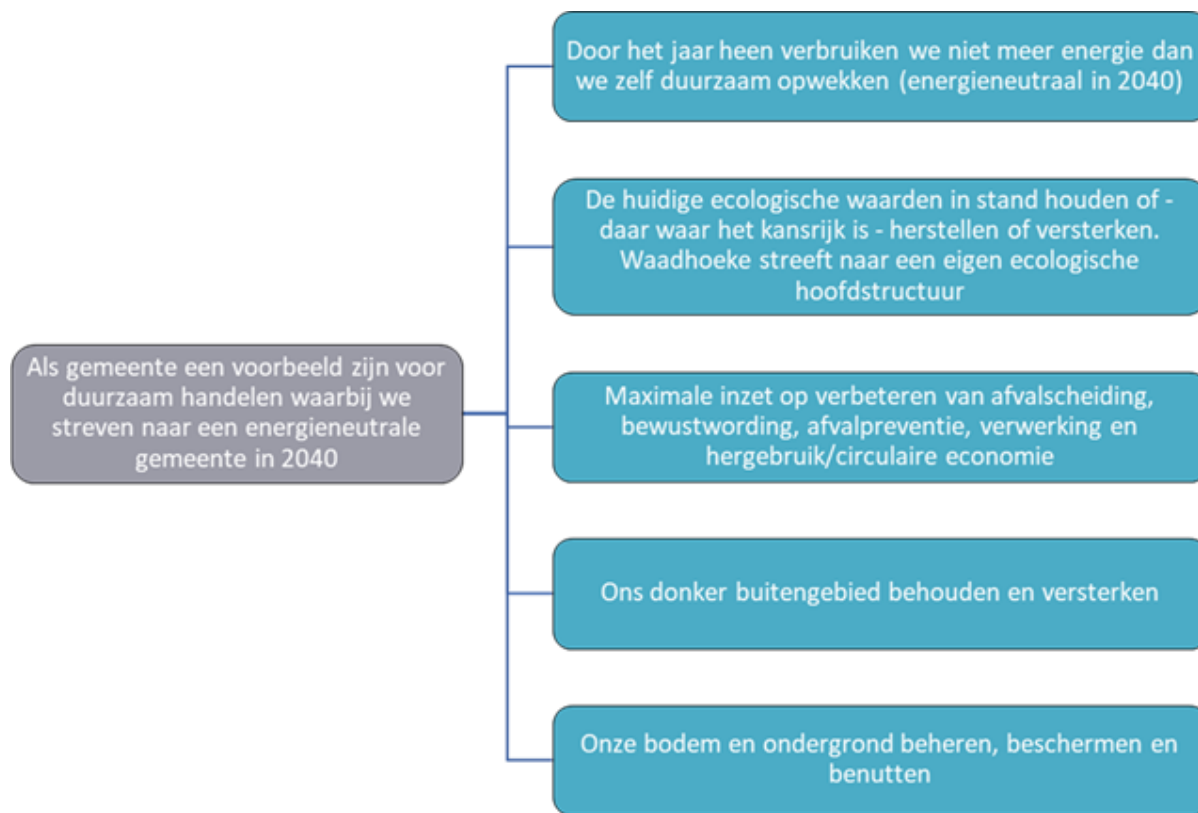 Door het jaar heen verbruiken we niet meer energie dan
we zelf duurzaam opwekken (energieneutraal in 2040)
De huidige ecologische waarden in stand houden of -
daar waar het kansrijk is - herstellen of versterken.
Waadhoeke streeft naar een eigen ecologische
hoofdstructuur
Als gemeente een voorbeeld zijn voor
duurzaam handelen waarbij we
streven naar een energieneutrale
gemeente in 2040
Maximale inzet op verbeteren van afvalscheiding,
bewustwording, afvalpreventie, verwerking en
hergebruik/circulaire economie
Ons donker buitengebied behouden en versterken
Onze bodem en ondergrond beheren, beschermen en
benutten